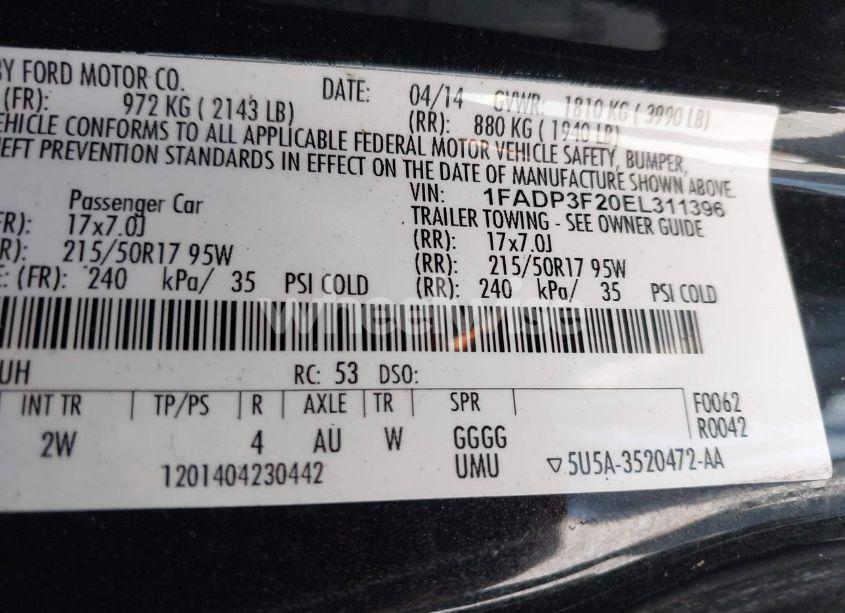 BY FORD MOTOR CO. DATE: 04/14 GVWR: 1810 KG ( 3990 LB)
(FR): 972 KG ( 2143 LB) (RR): 880 KG ( 1940 LB)
VEHICLE CONFORMS TO ALL APPLICABLE FEDERAL MOTOR VEHICLE SAFETY, BUMPER,
HEFT PREVENTION STANDARDS IN EFFECT ON THE DATE OF MANUFACTURE SHOWN ABOVE.
VIN: 1FADP3F20EL311396
Passenger Car TRAILER TOWING - SEE OWNER GUIDE
FR): 17x7.0J (RR): 17x7.0J
R): 215/50R17 95W (RR): 215/50R17 95W
E: (FR): 240 kPa/ 35 PSI COLD (RR): 240 kPa/ 35 PSI COLD
wheelwise
UH RC: 53 DSO:
INT TR TP/PS R AXLE TR SPR F0062
2W 4 AU W GGGG R0042
1201404230442 UMU 5U5A-3520472-AA